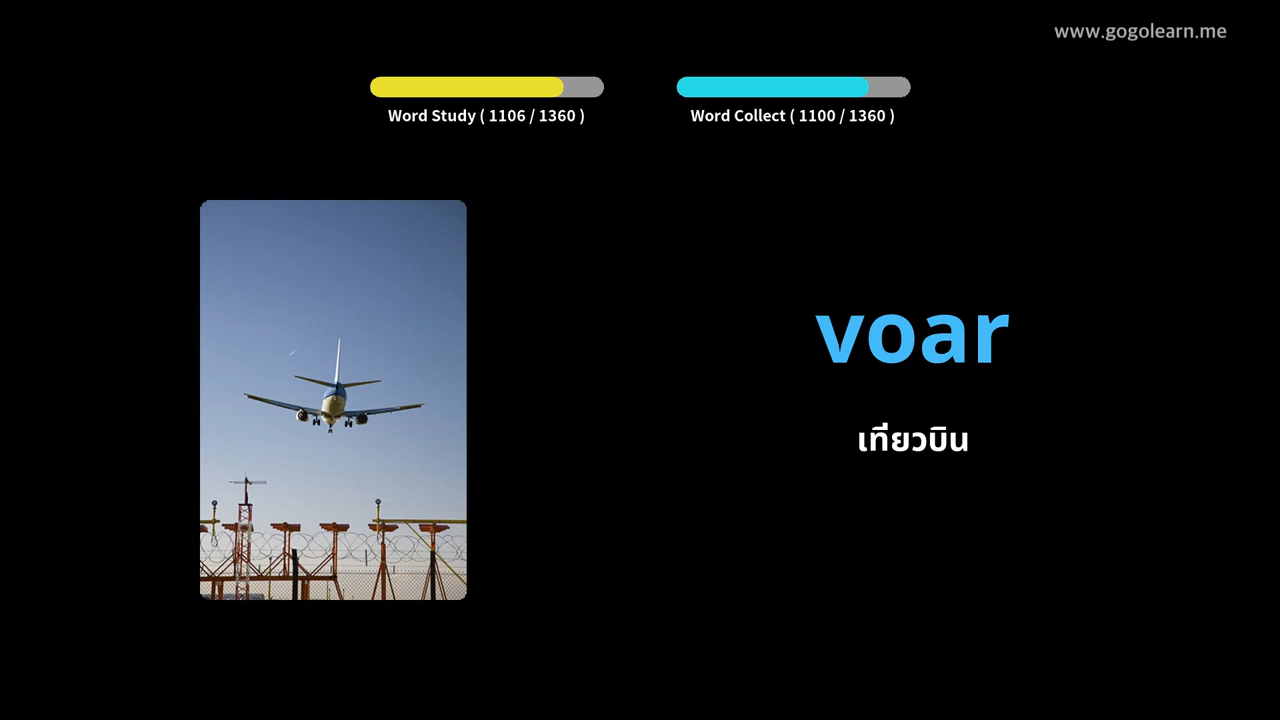 www.gogolearn.me
Word Study ( 1106 / 1360 )
Word Collect ( 1100 / 1360 )
voar
เที่ยวบิน